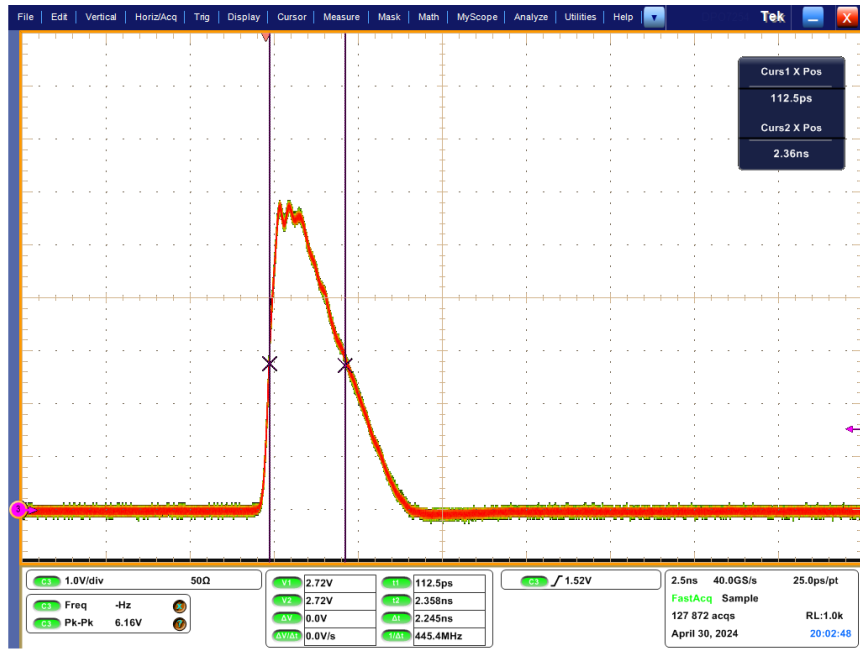 File Edit Vertical Horiz/Acq Trig Display Cursor Measure Mask Math MyScope Analyze Utilities Help Tek X
Curs1 X Pos
112.5ps
Curs2 X Pos
2.36ns
3
C3 1.0V/div 50Ω
C3 Freq -Hz
C3 Pk-Pk 6.16V
V1 2.72V t1 112.5ps
V2 2.72V t2 2.358ns
ΔV 0.0V Δt 2.245ns
ΔV/Δt 0.0V/s 1/Δt 445.4MHz
C3 1.52V
2.5ns 40.0GS/s 25.0ps/pt
FastAcq Sample
127 872 acqs RL:1.0k
April 30, 2024 20:02:48